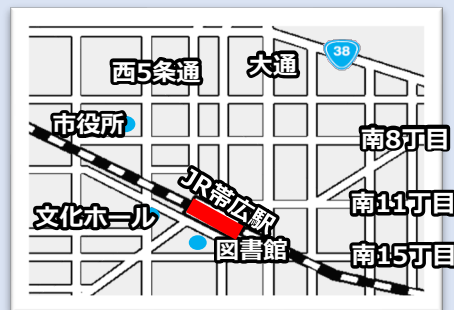 38
西5条通
大通
市役所
南8丁目
JR帯広駅
文化ホール
南11丁目
図書館
南15丁目